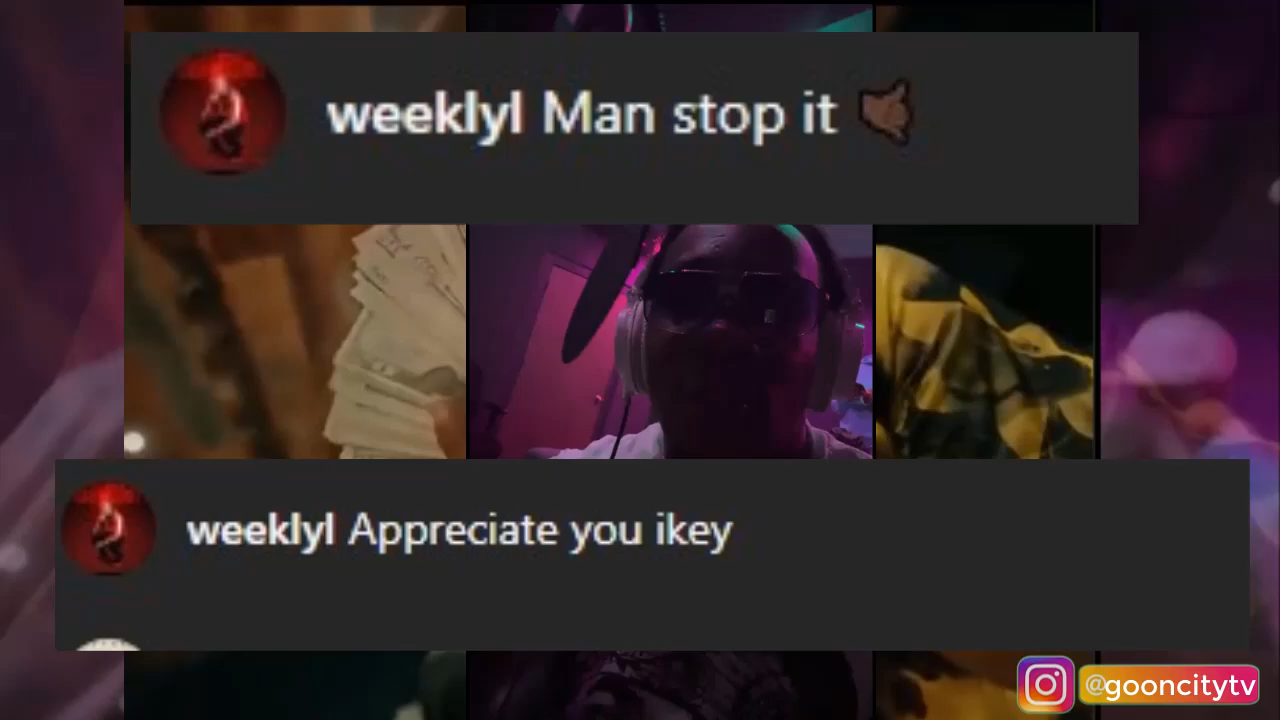 weeklyl Man stop it 🤙🏾
weeklyl Appreciate you ikey
@gooncitytv